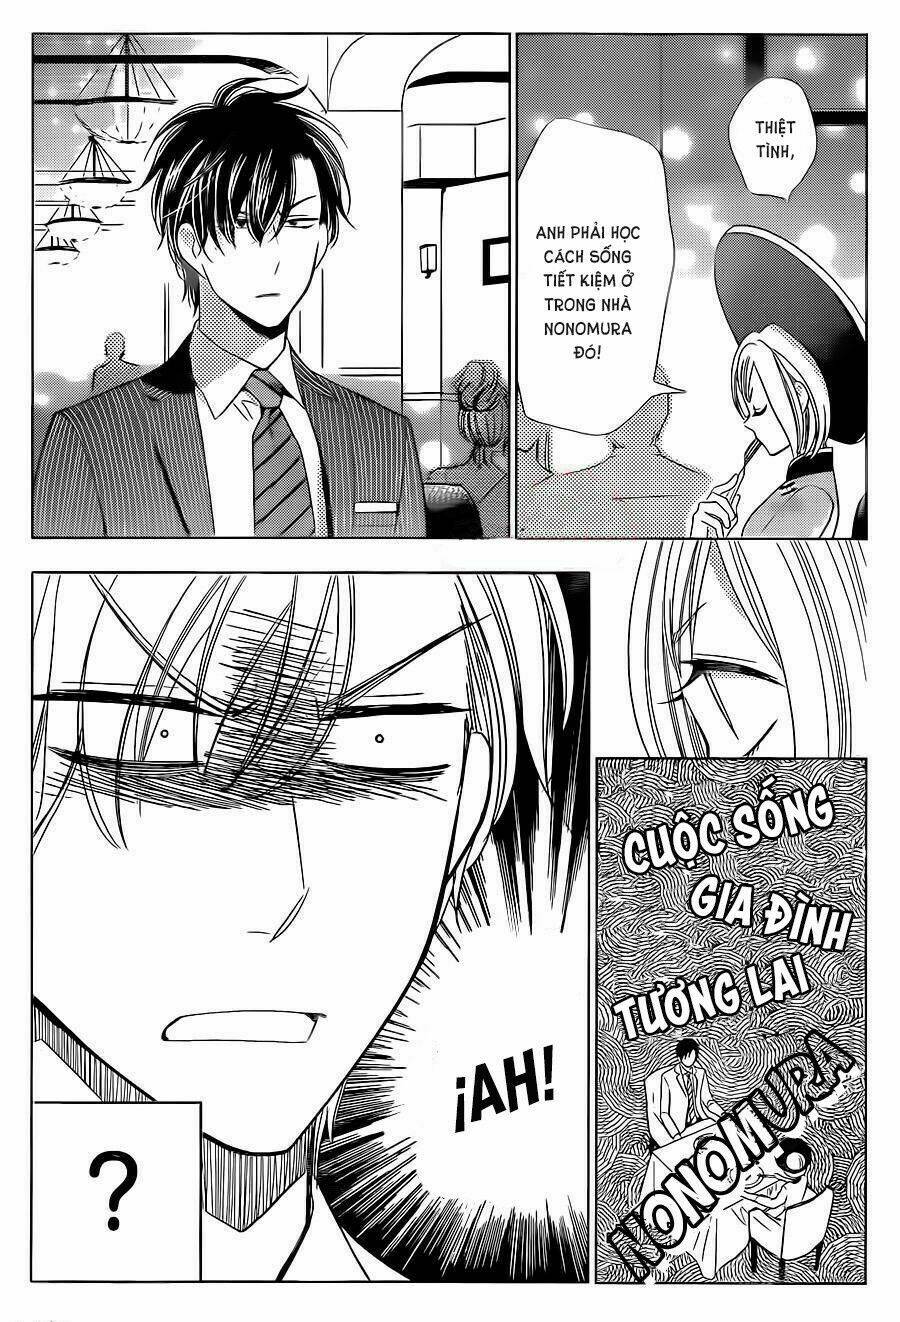 THIỆT
TÌNH,
ANH PHẢI HỌC
CÁCH SỐNG
TIẾT KIỆM Ở
TRONG NHÀ
NONOMURA
ĐÓ!
CUỘC SỐNG
GIA ĐÌNH
TƯƠNG LAI
NONOMURA
¡AH!
?